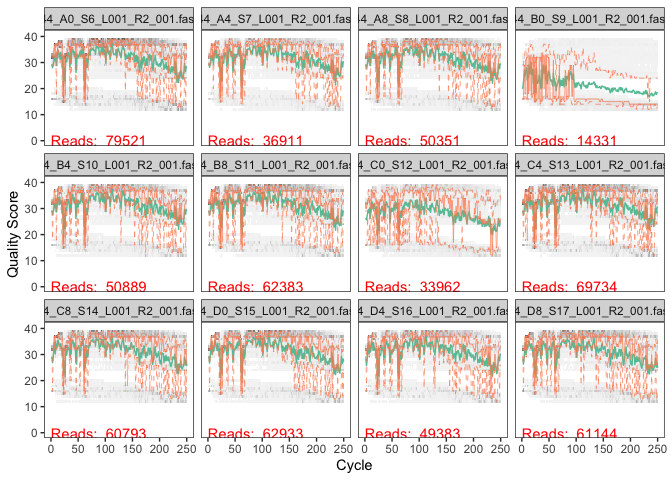 4_A0_S6_L001_R2_001.fas
4_A4_S7_L001_R2_001.fas
4_A8_S8_L001_R2_001.fas
4_B0_S9_L001_R2_001.fas
40
30
20
10
0
Reads: 79521
Reads: 36911
Reads: 50351
Reads: 14331
4_B4_S10_L001_R2_001.fas
4_B8_S11_L001_R2_001.fas
4_C0_S12_L001_R2_001.fas
4_C4_S13_L001_R2_001.fas
Quality Score
40
30
20
10
0
Reads: 50889
Reads: 62383
Reads: 33962
Reads: 69734
4_C8_S14_L001_R2_001.fas
4_D0_S15_L001_R2_001.fas
4_D4_S16_L001_R2_001.fas
4_D8_S17_L001_R2_001.fas
40
30
20
10
0
Reads: 60793
Reads: 62933
Reads: 49383
Reads: 61144
0 50 100 150 200 250
0 50 100 150 200 250
0 50 100 150 200 250
0 50 100 150 200 250
Cycle